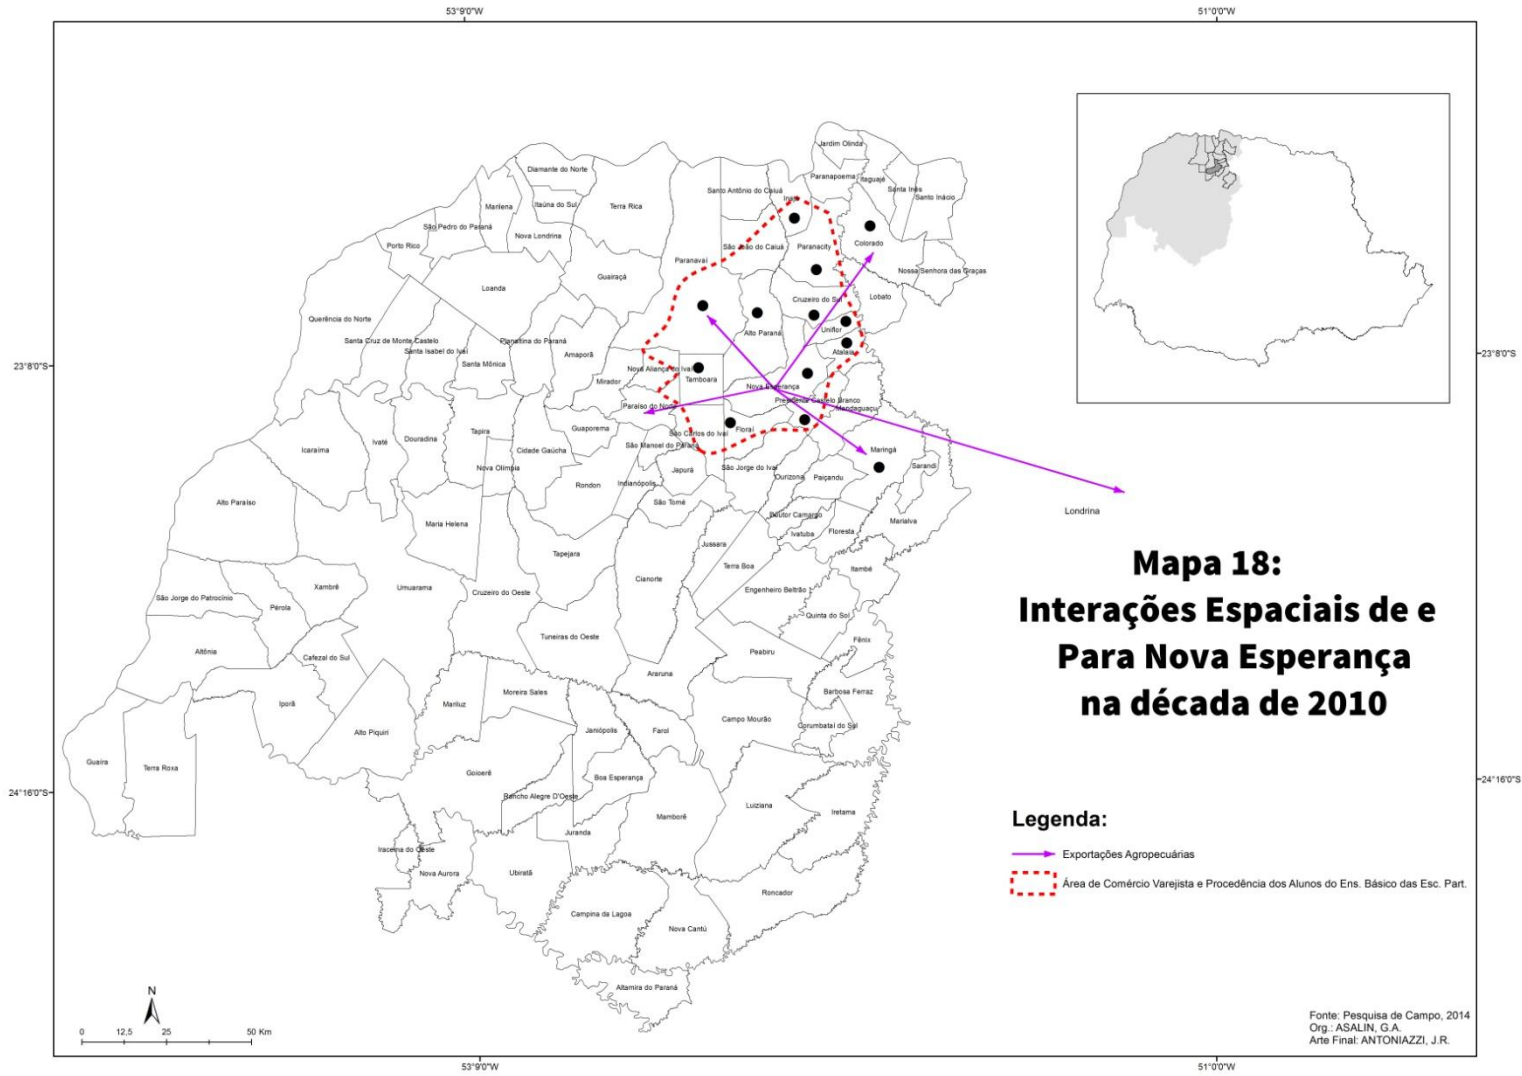 53°9'0"W
51°0'0"W
Jardim Olinda
Diamante do Norte
Paranapoema
Itaguajé
Santo Antônio do Caiuá
Santa Inês
Inajá
Santo Inácio
Marilena
Itaúna do Sul
Terra Rica
São Pedro do Paraná
Nova Londrina
Porto Rico
São João do Caiuá
Paranacity
Colorado
Paranavaí
Nossa Senhora das Graças
Guairaçá
Loanda
Lobato
Cruzeiro do Sul
Querência do Norte
Uniflor
Alto Paraná
Santa Cruz de Monte Castelo
Planaltina do Paraná
Santa Isabel do Ivaí
Amaporã
Atalaia
23°8'0"S
23°8'0"S
Santa Mônica
Nova Aliança do Ivaí
Mirador
Tamboara
Nova Esperança
Presidente Castelo Branco
Paraíso do Norte
Mandaguaçu
Guaporema
Floraí
São Carlos do Ivaí
Tapira
Douradina
Ivaté
São Manoel do Paraná
Icaraíma
Cidade Gaúcha
Maringá
Sarandi
Nova Olímpia
Japurá
São Jorge do Ivaí
Ourizona
Paiçandu
Rondon
Indianópolis
Alto Paraíso
São Tomé
Londrina
Doutor Camargo
Maria Helena
Marialva
Ivatuba
Floresta
Jussara
Tapejara
Mapa 18:
Terra Boa
Itambé
Cianorte
Umuarama
Xambrê
Cruzeiro do Oeste
Engenheiro Beltrão
São Jorge do Patrocínio
Pérola
Interações Espaciais de e
Quinta do Sol
Tuneiras do Oeste
Fênix
Altônia
Peabiru
Cafezal do Sul
Para Nova Esperança
Araruna
Moreira Sales
Barbosa Ferraz
Iporã
Mariluz
na década de 2010
Campo Mourão
Corumbataí do Sul
Janiópolis
Farol
Alto Piquiri
Guaíra
Terra Roxa
Goioerê
Boa Esperança
24°16'0"S
24°16'0"S
Rancho Alegre D'Oeste
Luiziana
Iretama
Mamborê
Legenda:
Juranda
Iracema do Oeste
Exportações Agropecuárias
Nova Aurora
Ubiratã
Área de Comércio Varejista e Procedência dos Alunos do Ens. Básico das Esc. Part.
Roncador
Campina da Lagoa
Nova Cantú
Altamira do Paraná
N
0 12,5 25 50 Km
Fonte: Pesquisa de Campo, 2014
Org.: ASALIN, G.A.
Arte Final: ANTONIAZZI, J.R.
53°9'0"W
51°0'0"W